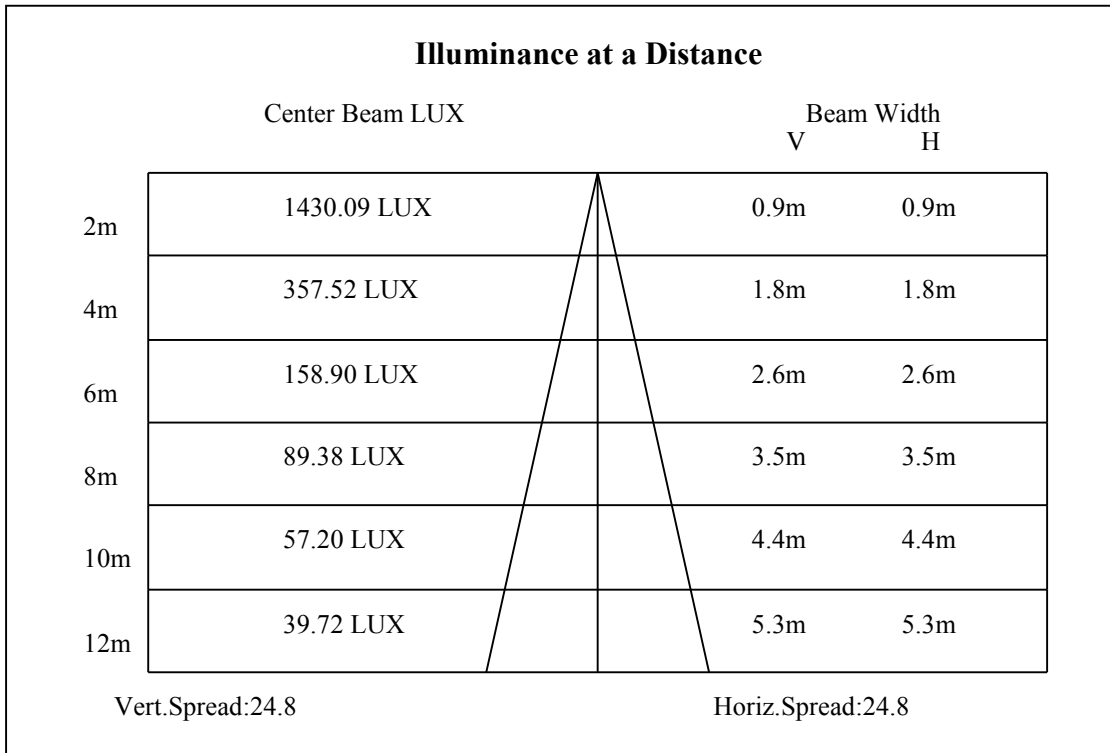 Illuminance at a Distance
Center Beam LUX Beam Width
V H
2m 1430.09 LUX 0.9m 0.9m
4m 357.52 LUX 1.8m 1.8m
6m 158.90 LUX 2.6m 2.6m
8m 89.38 LUX 3.5m 3.5m
10m 57.20 LUX 4.4m 4.4m
12m 39.72 LUX 5.3m 5.3m
Vert.Spread:24.8 Horiz.Spread:24.8